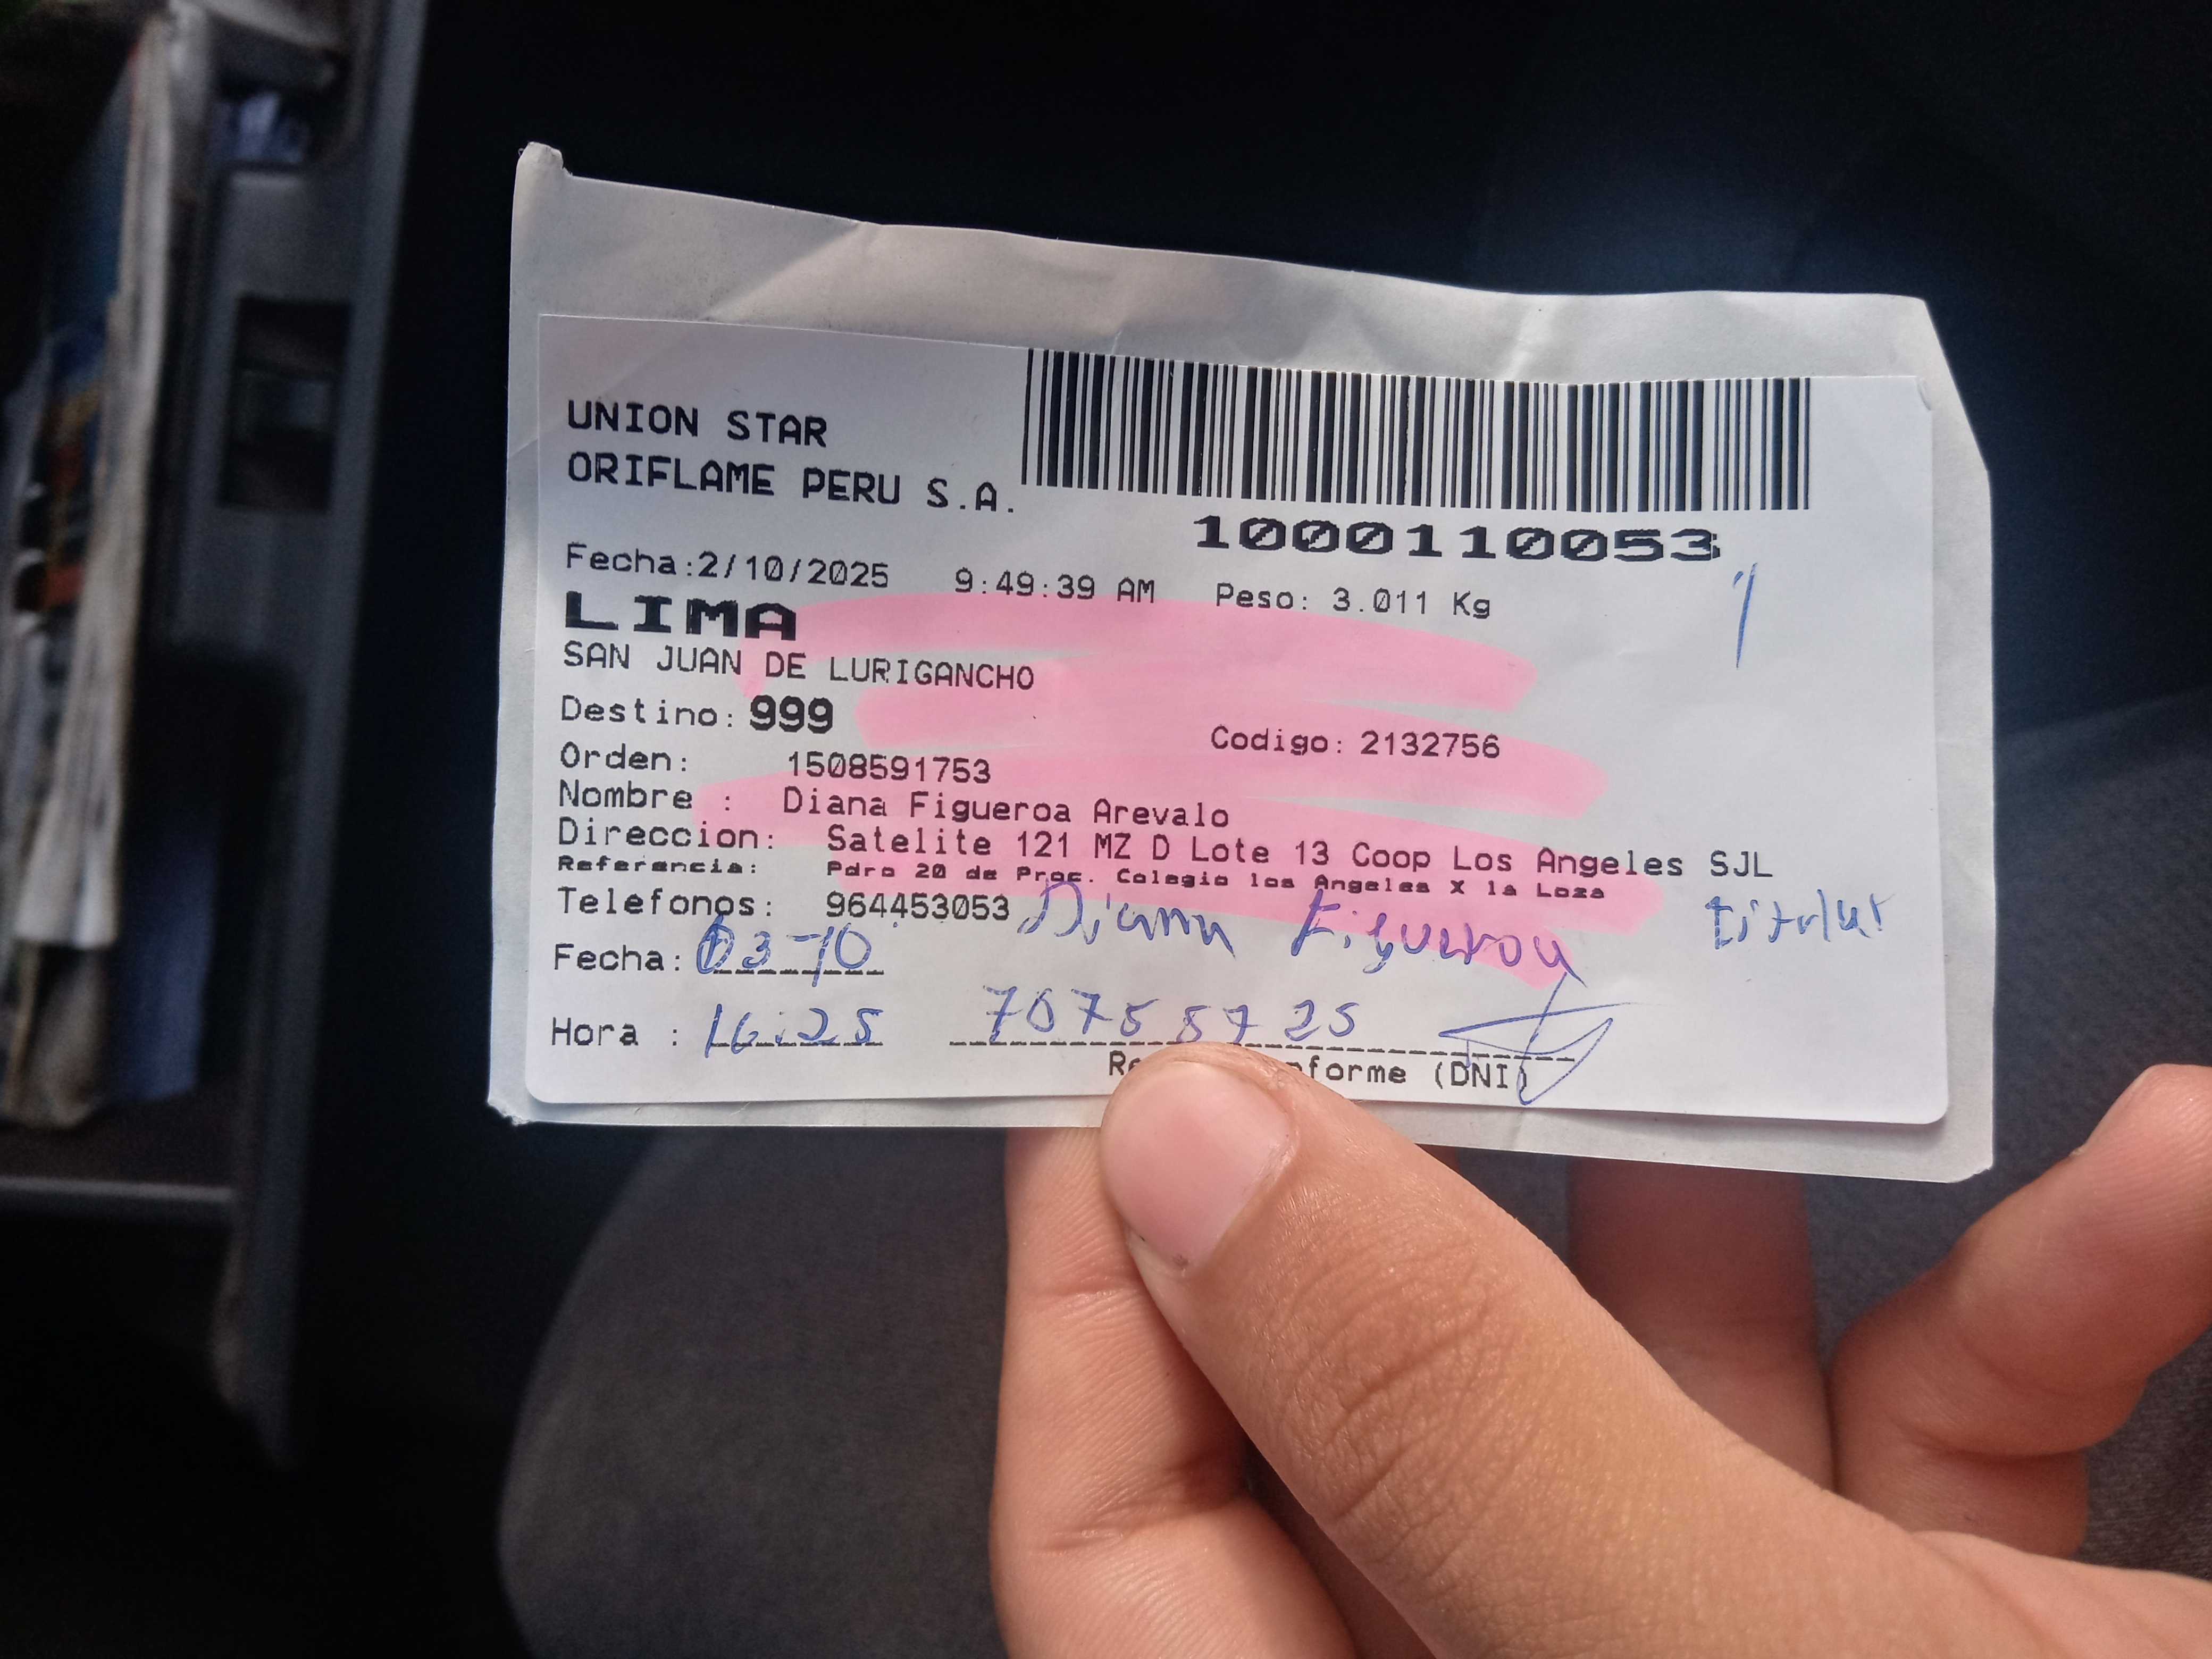 UNION STAR
ORIFLAME PERU S.A.
1000110053
Fecha:2/10/2025 9:49:39 AM Peso: 3.011 Kg
LIMA
SAN JUAN DE LURIGANCHO
Destino: 999
Codigo: 2132756
Orden: 1508591753
Nombre : Diana Figueroa Arevalo
Direccion: Satelite 121 MZ D Lote 13 Coop Los Angeles SJL
Referencia: Pdro 20 de Proc. Colegio los Angeles X la Loza
Telefonos: 964453053 Diana Figueroa titular
Fecha: 03-10
Hora : 16:25 70755725
(DNI)